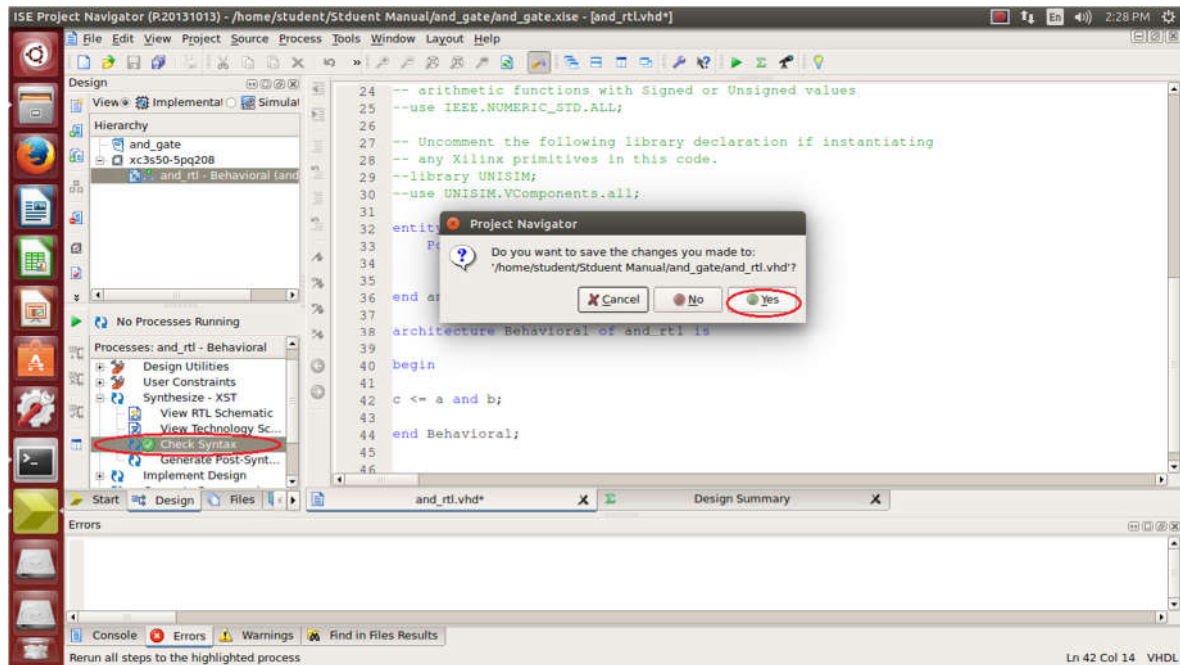 ISE Project Navigator (P.20131013) - /home/student/Stduent Manual/and_gate/and_gate.xise - [and_rtl.vhd*]
En
2:28 PM
File Edit View Project Source Process Tools Window Layout Help
Design
View Implementat Simulat
Hierarchy
and_gate
xc3s50-5pq208
and_rtl - Behavioral (and
No Processes Running
Processes: and_rtl - Behavioral
Design Utilities
User Constraints
Synthesize - XST
View RTL Schematic
View Technology Sc...
Check Syntax
Generate Post-Synt...
Implement Design
Start Design Files
24 -- arithmetic functions with Signed or Unsigned values
25 --use IEEE.NUMERIC_STD.ALL;
26
27 -- Uncomment the following library declaration if instantiating
28 -- any Xilinx primitives in this code.
29 --library UNISIM;
30 --use UNISIM.VComponents.all;
31
32 entity
33 Po
34
35
36 end an
37
38 architecture Behavioral of and_rtl is
39
40 begin
41
42 c <= a and b;
43
44 end Behavioral;
45
46
Project Navigator
Do you want to save the changes you made to:
'/home/student/Stduent Manual/and_gate/and_rtl.vhd'?
Cancel No Yes
and_rtl.vhd* Design Summary
Errors
Console Errors Warnings Find in Files Results
Rerun all steps to the highlighted process
Ln 42 Col 14 VHDL